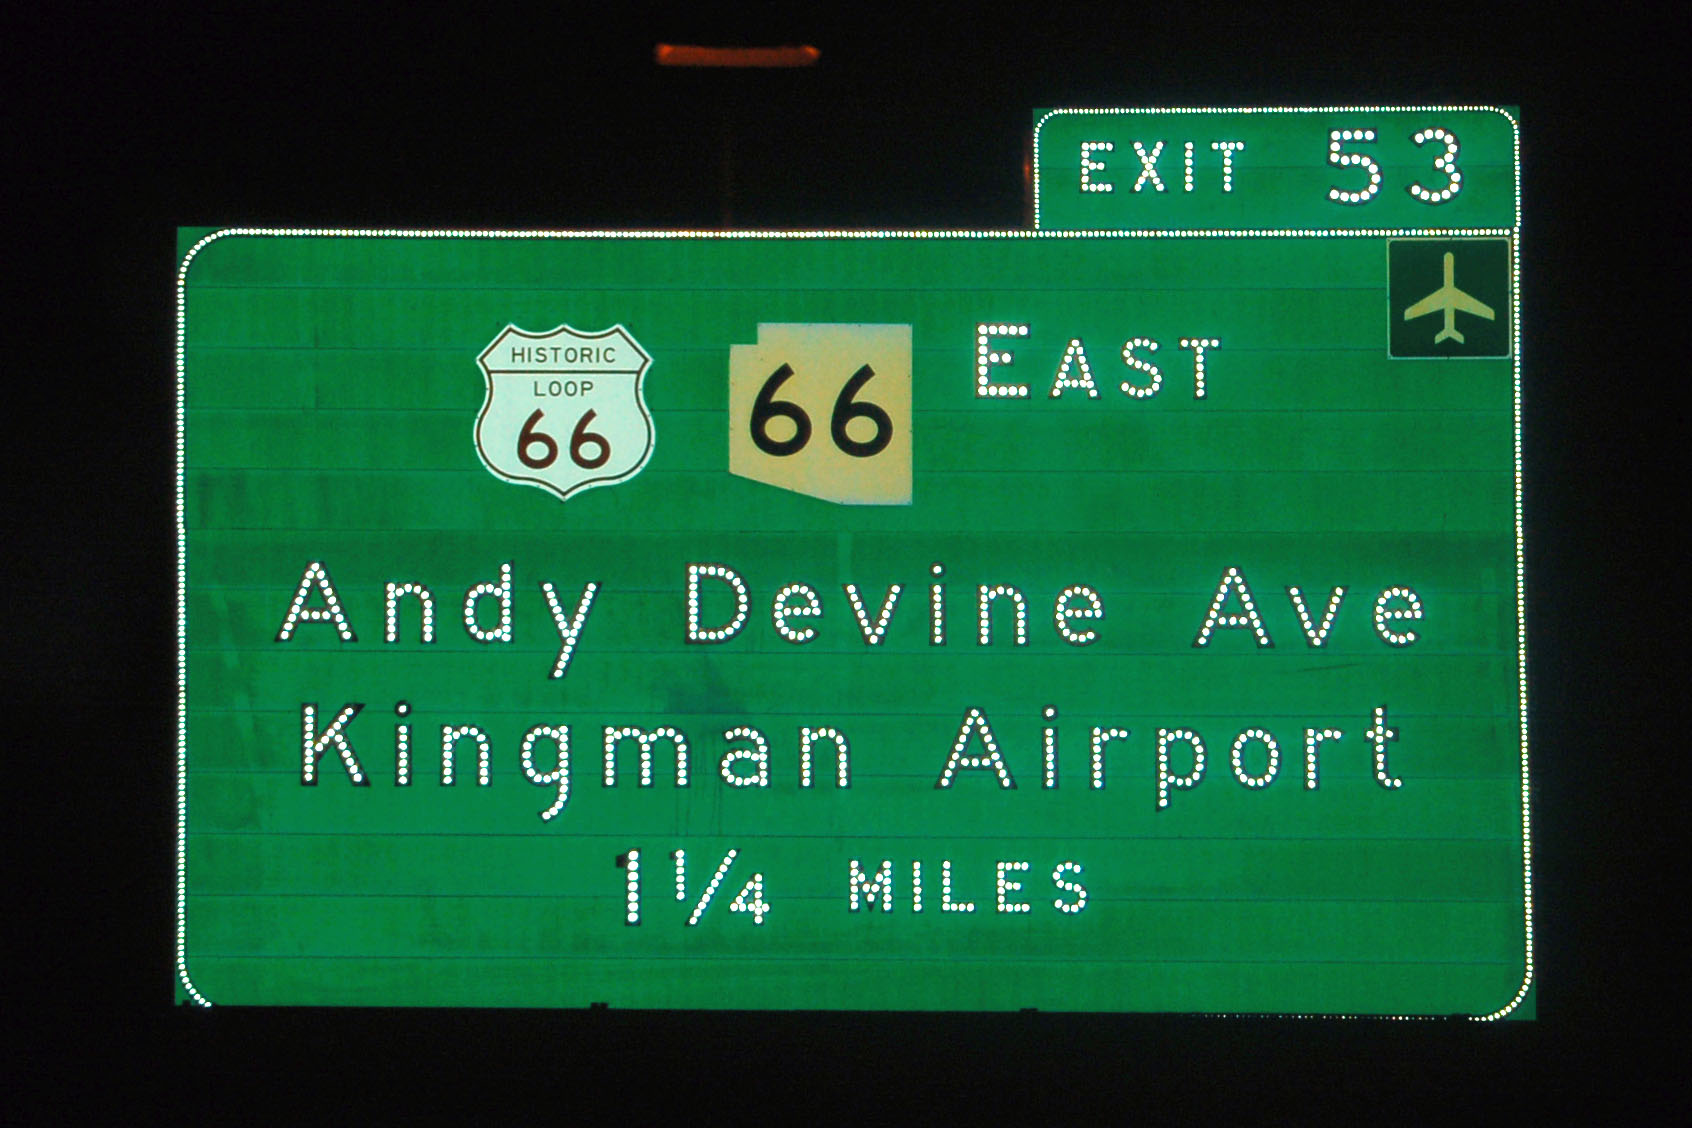 EXIT 53
HISTORIC
LOOP
66
66
EAST
Andy Devine Ave
Kingman Airport
1¼ MILES